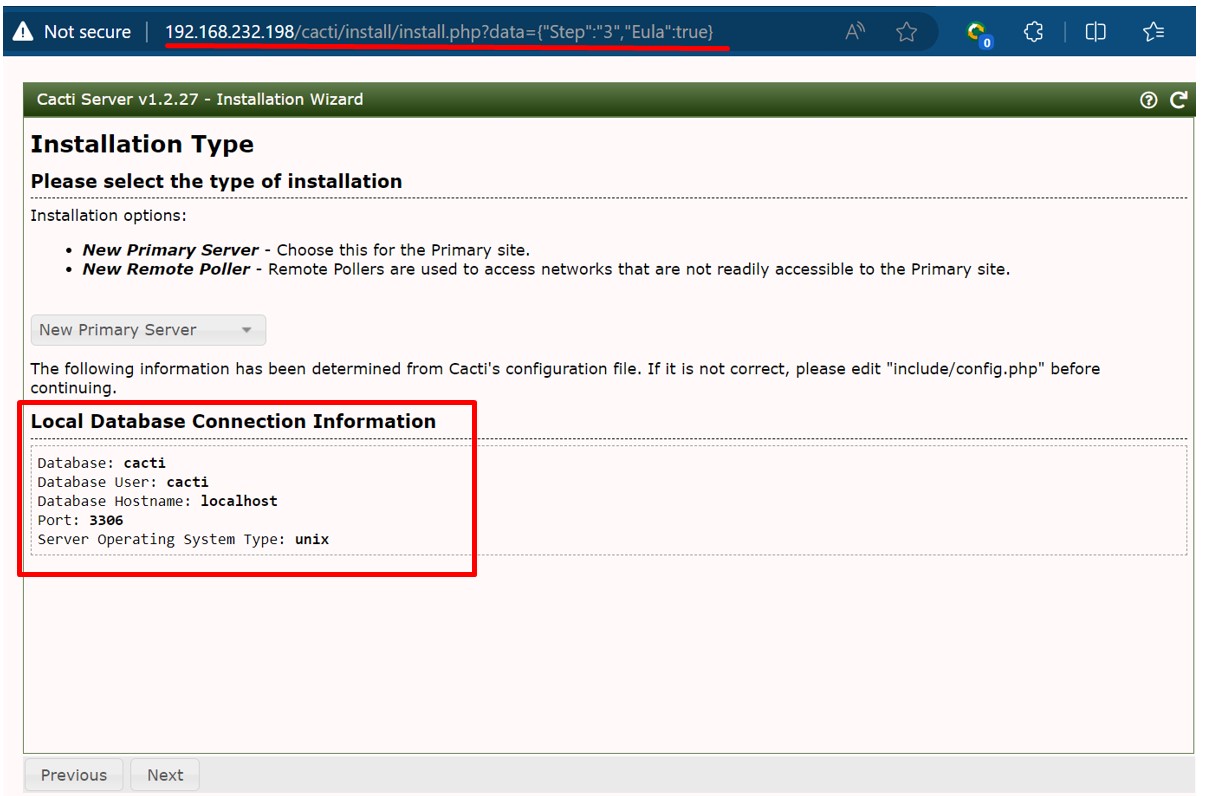 Not secure 192.168.232.198/cacti/install/install.php?data={"Step":"3","Eula":true} 0
Cacti Server v1.2.27 - Installation Wizard
Installation Type
Please select the type of installation
Installation options:
• New Primary Server - Choose this for the Primary site.
• New Remote Poller - Remote Pollers are used to access networks that are not readily accessible to the Primary site.
New Primary Server
The following information has been determined from Cacti's configuration file. If it is not correct, please edit "include/config.php" before
continuing.
Local Database Connection Information
Database: cacti
Database User: cacti
Database Hostname: localhost
Port: 3306
Server Operating System Type: unix
Previous Next